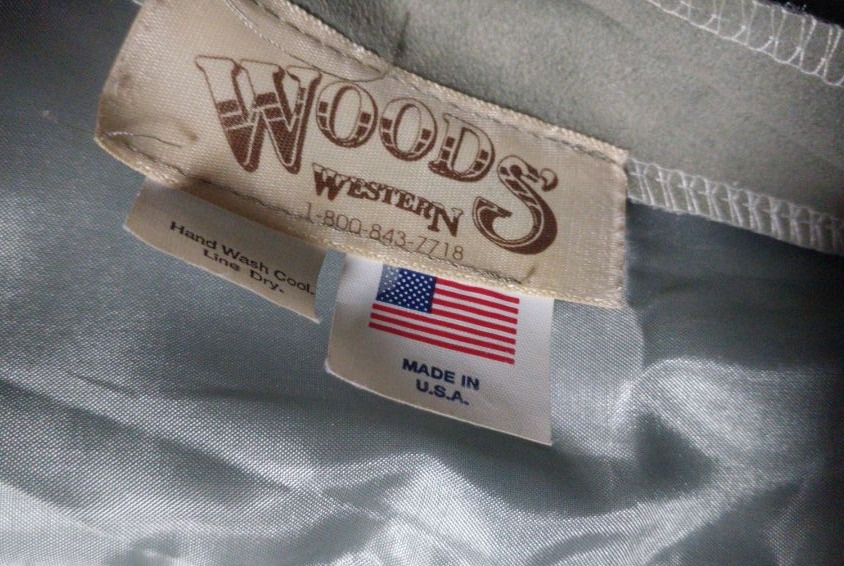 WOODS'
WESTERN
1-800-843-7718
Hand Wash Cool.
Line Dry.
MADE IN
U.S.A.